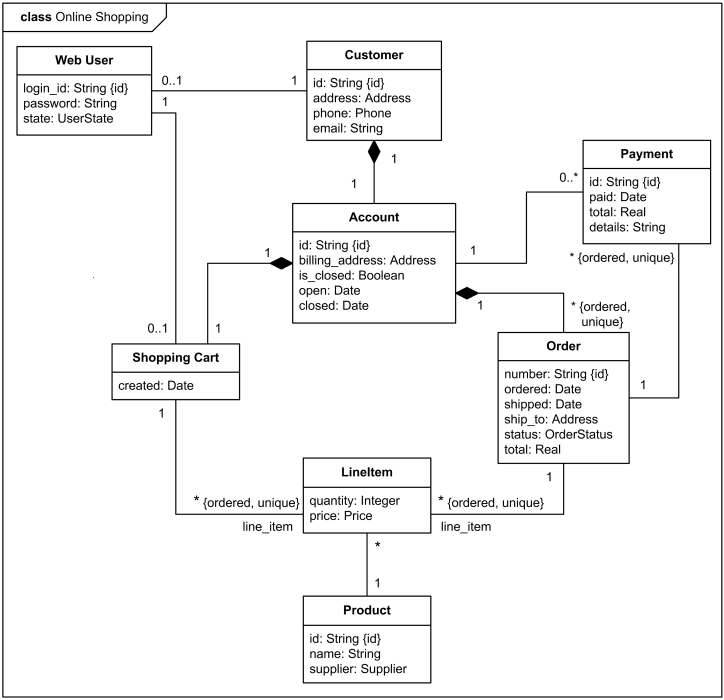 class Online Shopping
Web User
login_id: String {id}
password: String
state: UserState
0..1
1
1
Customer
id: String {id}
address: Address
phone: Phone
email: String
1
1
Payment
id: String {id}
paid: Date
total: Real
details: String
0..*
* {ordered, unique}
Account
id: String {id}
billing_address: Address
is_closed: Boolean
open: Date
closed: Date
1
1
1
* {ordered,
unique}
0..1
1
Shopping Cart
created: Date
1
Order
number: String {id}
ordered: Date
shipped: Date
ship_to: Address
status: OrderStatus
total: Real
1
1
LineItem
quantity: Integer
price: Price
* {ordered, unique}
line_item
* {ordered, unique}
line_item
*
1
Product
id: String {id}
name: String
supplier: Supplier